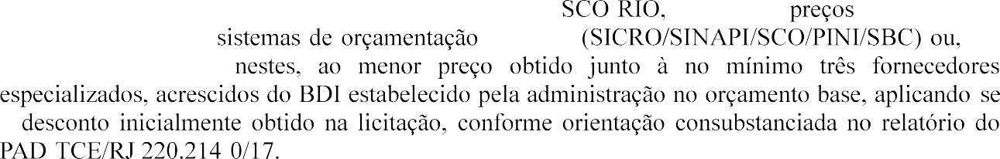 SCO RIO, preços
sistemas de orçamentação (SICRO/SINAPI/SCO/PINI/SBC) ou,
nestes, ao menor preço obtido junto à no mínimo três fornecedores
especializados, acrescidos do BDI estabelecido pela administração no orçamento base, aplicando se
desconto inicialmente obtido na licitação, conforme orientação consubstanciada no relatório do
PAD TCE/RJ 220.214 0/17.